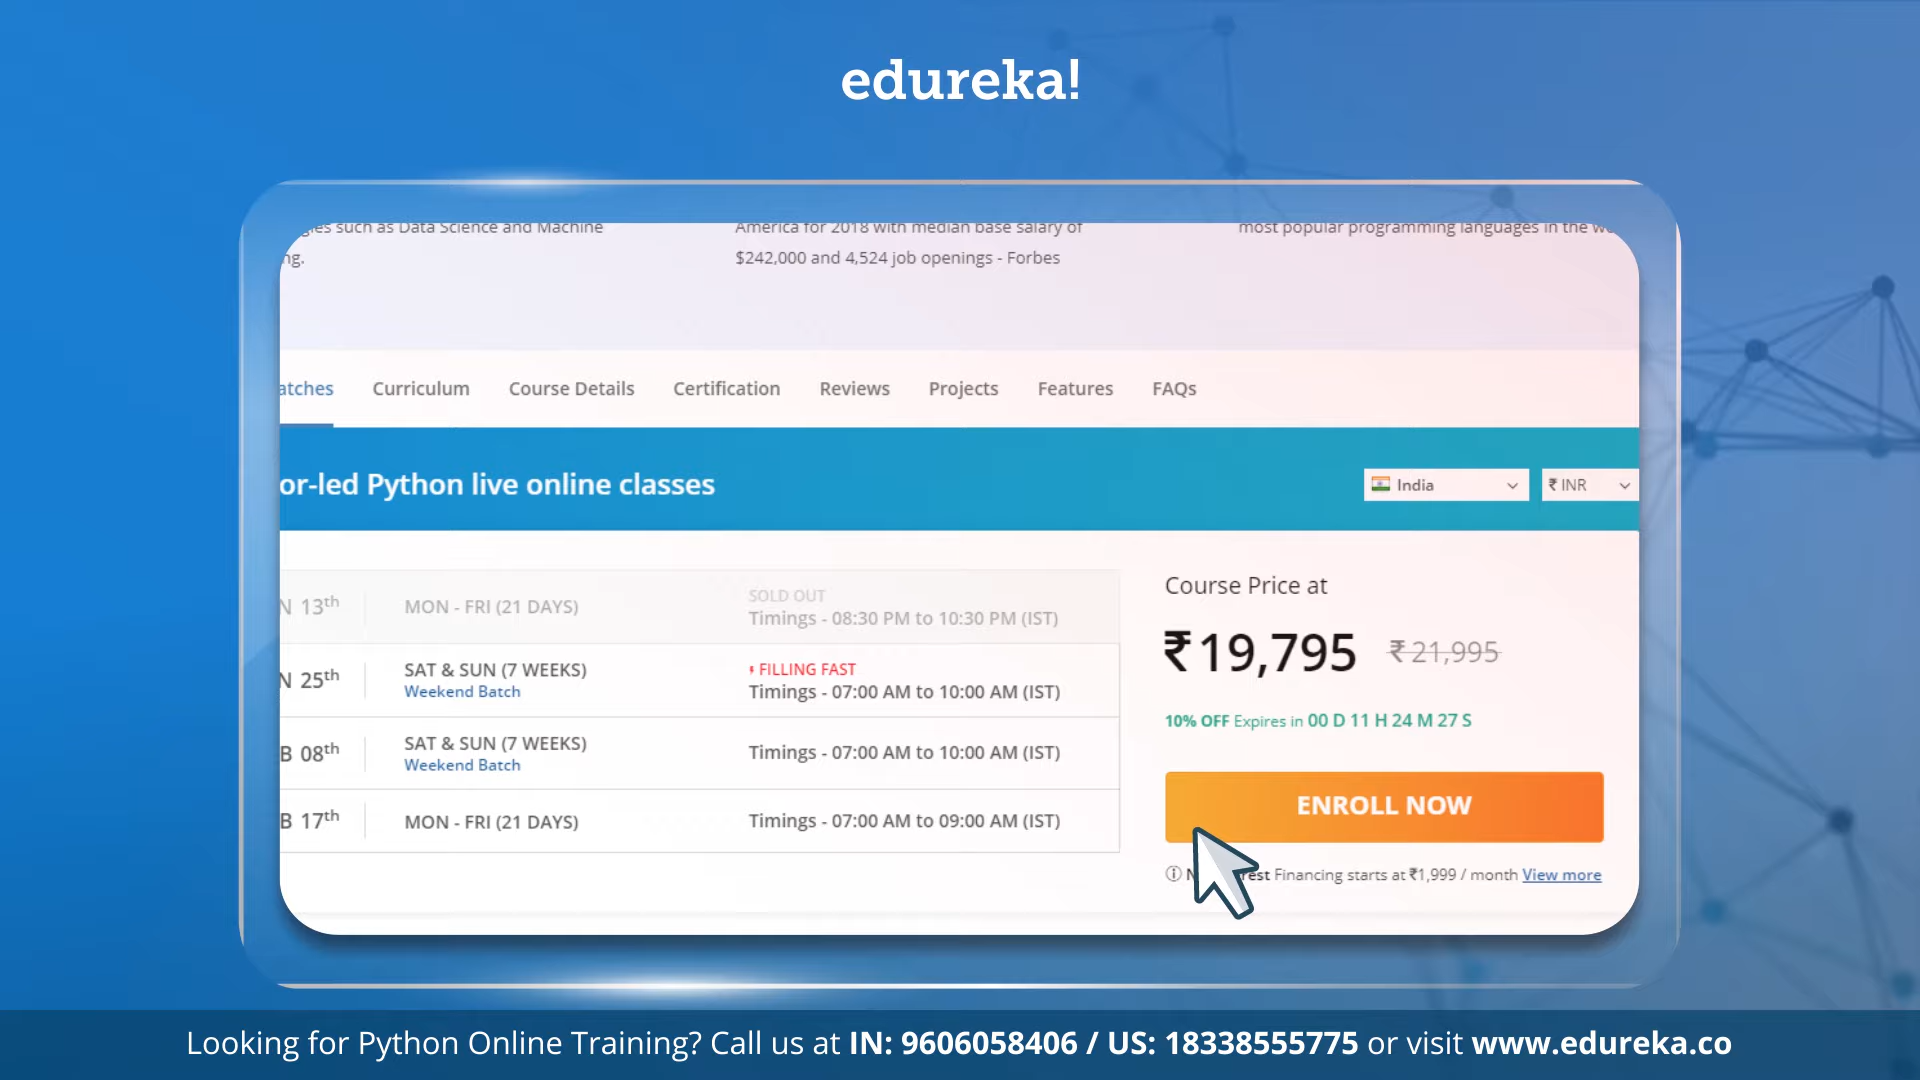 edureka!
such as Data Science and Machine
America for 2018 with median base salary of
most popular programming languages in the
ng.
$242,000 and 4,524 job openings - Forbes
atches Curriculum Course Details Certification Reviews Projects Features FAQs
or-led Python live online classes
India
₹ INR
N 13th MON - FRI (21 DAYS)
SOLD OUT
Timings - 08:30 PM to 10:30 PM (IST)
N 25th
SAT & SUN (7 WEEKS)
Weekend Batch
FILLING FAST
Timings - 07:00 AM to 10:00 AM (IST)
B 08th
SAT & SUN (7 WEEKS)
Weekend Batch
Timings - 07:00 AM to 10:00 AM (IST)
B 17th MON - FRI (21 DAYS) Timings - 07:00 AM to 09:00 AM (IST)
Course Price at
₹19,795 ₹21,995
10% OFF Expires in 00 D 11 H 24 M 27 S
ENROLL NOW
Financing starts at ₹1,999 / month View more
Looking for Python Online Training? Call us at IN: 9606058406 / US: 18338555775 or visit www.edureka.co